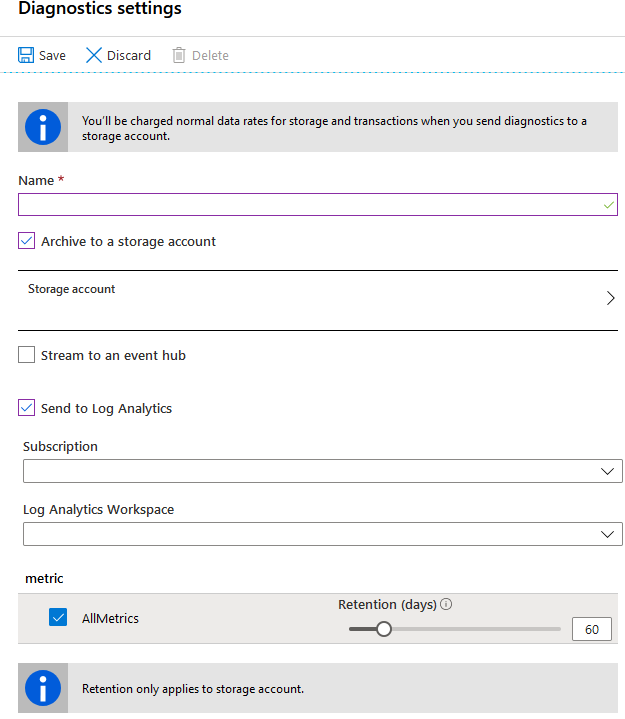 Diagnostics settings
Save Discard Delete
You'll be charged normal data rates for storage and transactions when you send diagnostics to a
storage account.
Name *
Archive to a storage account
Storage account
Stream to an event hub
Send to Log Analytics
Subscription
Log Analytics Workspace
metric
Retention (days)
AllMetrics
60
Retention only applies to storage account.